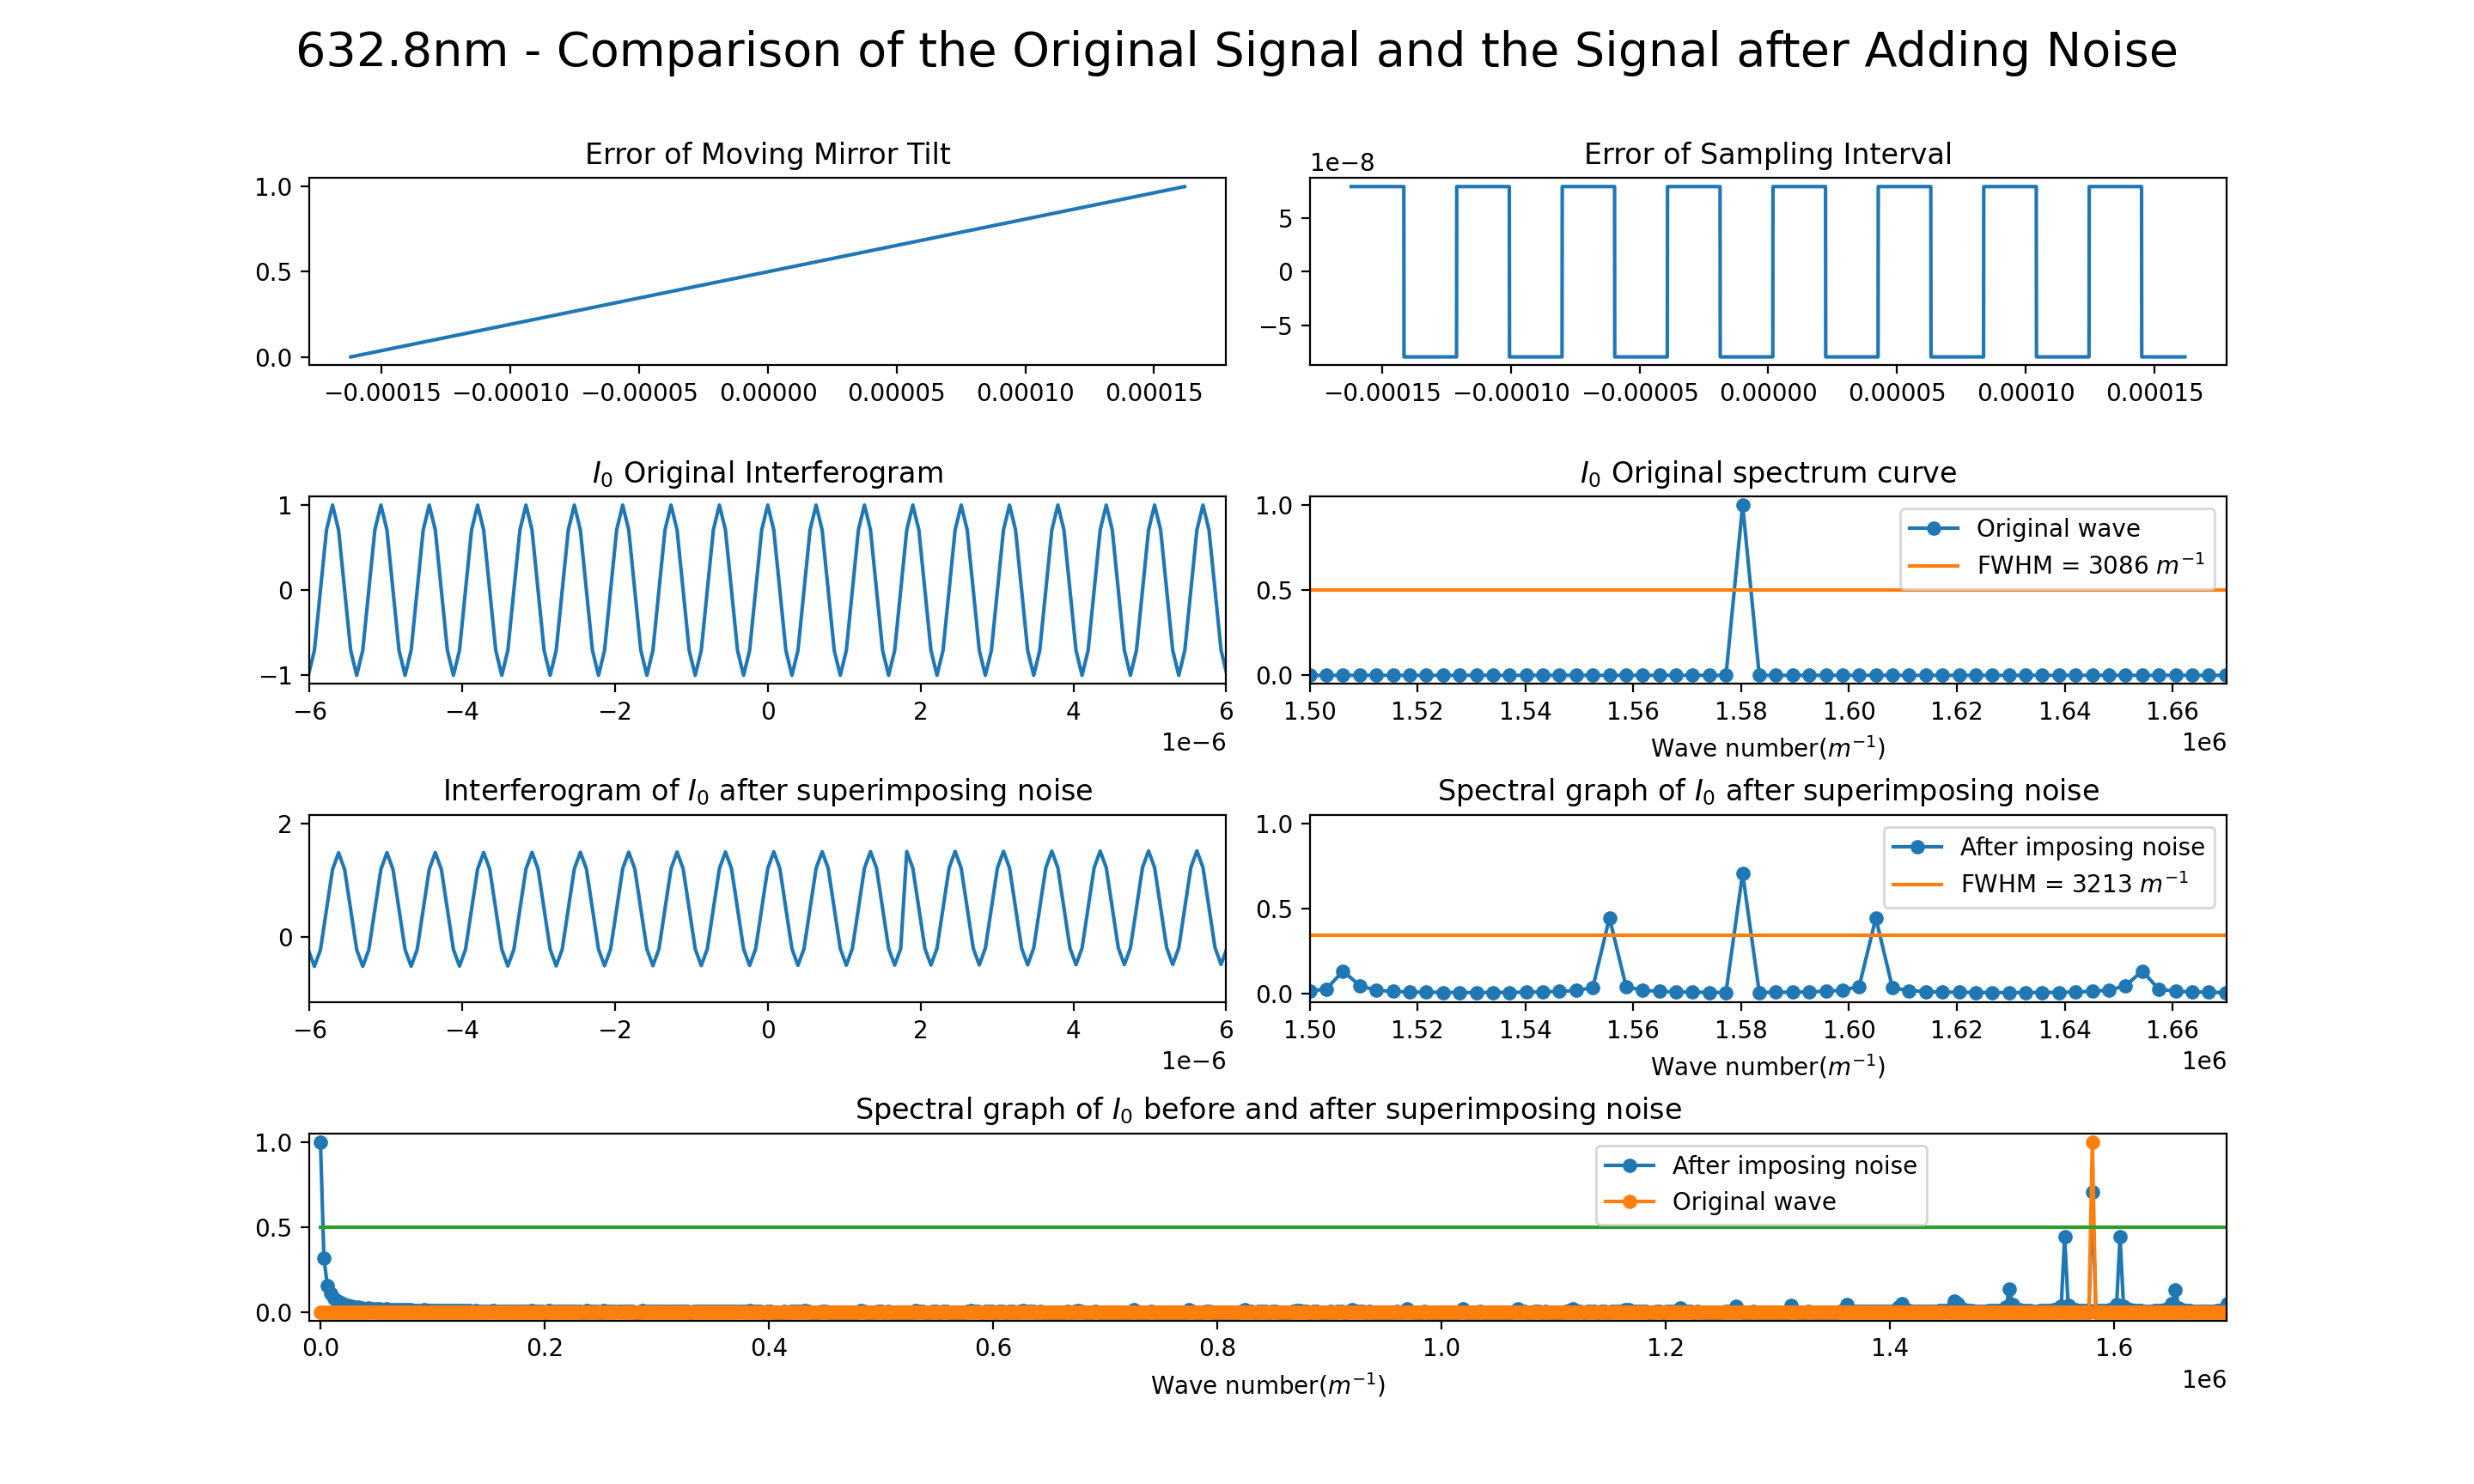 632.8nm - Comparison of the Original Signal and the Signal after Adding Noise
Error of Moving Mirror Tilt
1.0
0.5
0.0
−0.00015 −0.00010 −0.00005 0.00000 0.00005 0.00010 0.00015
Error of Sampling Interval
1e−8
5
0
−5
−0.00015 −0.00010 −0.00005 0.00000 0.00005 0.00010 0.00015
I₀ Original Interferogram
1
0
−1
−6 −4 −2 0 2 4 6
1e−6
I₀ Original spectrum curve
1.0
0.5
0.0
Original wave
FWHM = 3086 m⁻¹
1.50 1.52 1.54 1.56 1.58 1.60 1.62 1.64 1.66
Wave number(m⁻¹)
1e6
Interferogram of I₀ after superimposing noise
2
0
−6 −4 −2 0 2 4 6
1e−6
Spectral graph of I₀ after superimposing noise
1.0
0.5
0.0
After imposing noise
FWHM = 3213 m⁻¹
1.50 1.52 1.54 1.56 1.58 1.60 1.62 1.64 1.66
Wave number(m⁻¹)
1e6
Spectral graph of I₀ before and after superimposing noise
1.0
0.5
0.0
After imposing noise
Original wave
0.0 0.2 0.4 0.6 0.8 1.0 1.2 1.4 1.6
Wave number(m⁻¹)
1e6